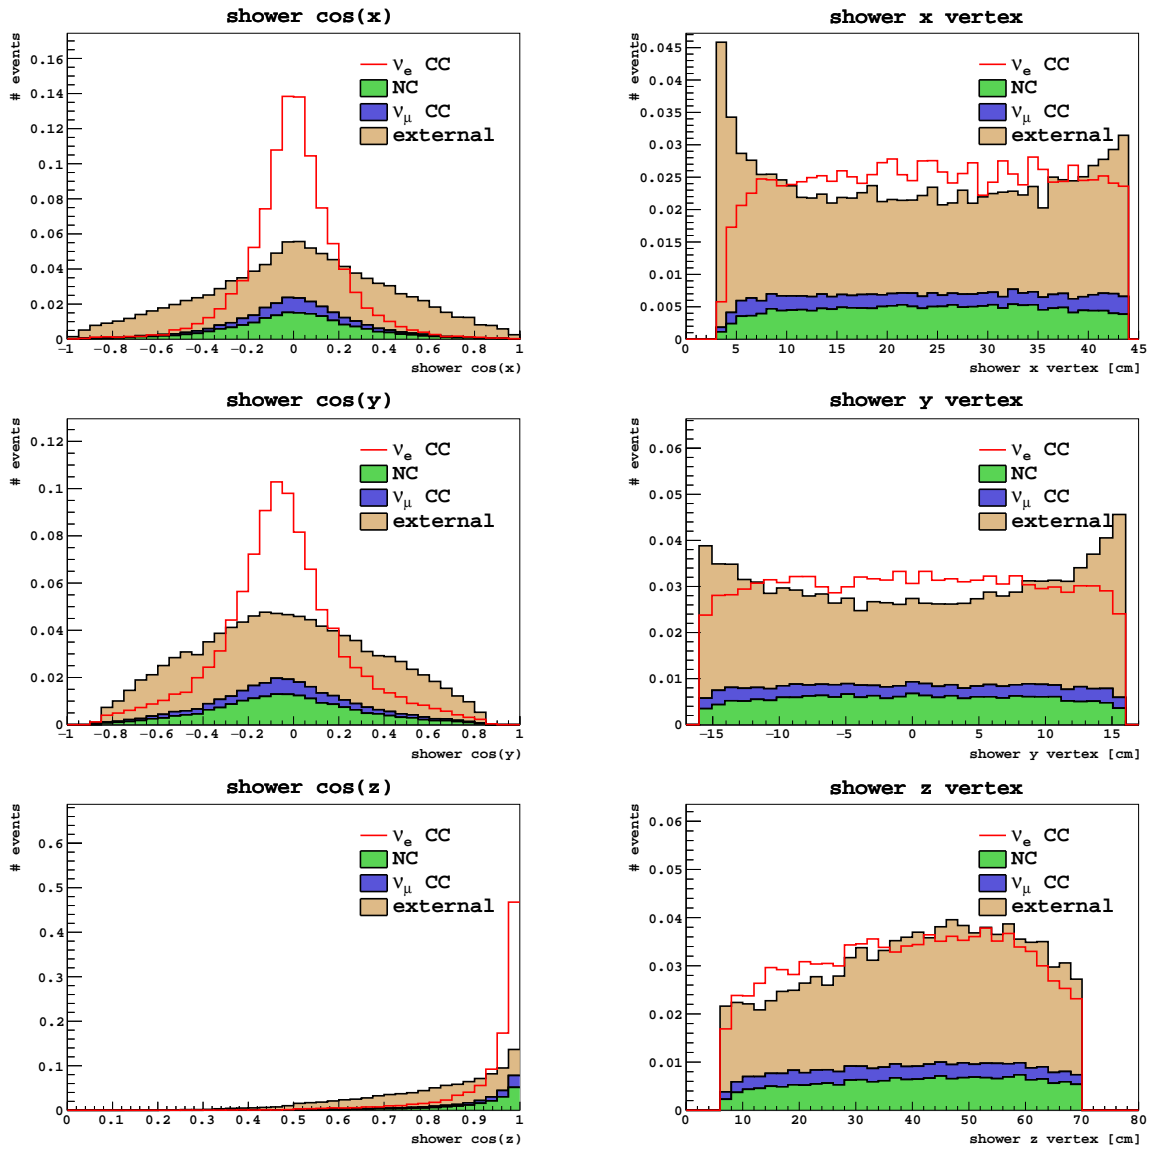 shower cos(x)
# events
0 0.02 0.04 0.06 0.08 0.1 0.12 0.14 0.16
ν_e CC
NC
ν_μ CC
external
−1 −0.8 −0.6 −0.4 −0.2 0 0.2 0.4 0.6 0.8 1
shower cos(x)
shower x vertex
# events
0 0.005 0.01 0.015 0.02 0.025 0.03 0.035 0.04 0.045
ν_e CC
NC
ν_μ CC
external
0 5 10 15 20 25 30 35 40 45
shower x vertex [cm]
shower cos(y)
# events
0 0.02 0.04 0.06 0.08 0.1 0.12
ν_e CC
NC
ν_μ CC
external
−1 −0.8 −0.6 −0.4 −0.2 0 0.2 0.4 0.6 0.8 1
shower cos(y)
shower y vertex
# events
0 0.01 0.02 0.03 0.04 0.05 0.06
ν_e CC
NC
ν_μ CC
external
−15 −10 −5 0 5 10 15
shower y vertex [cm]
shower cos(z)
# events
0 0.1 0.2 0.3 0.4 0.5 0.6
ν_e CC
NC
ν_μ CC
external
0 0.1 0.2 0.3 0.4 0.5 0.6 0.7 0.8 0.9 1
shower cos(z)
shower z vertex
# events
0 0.01 0.02 0.03 0.04 0.05 0.06
ν_e CC
NC
ν_μ CC
external
0 10 20 30 40 50 60 70 80
shower z vertex [cm]